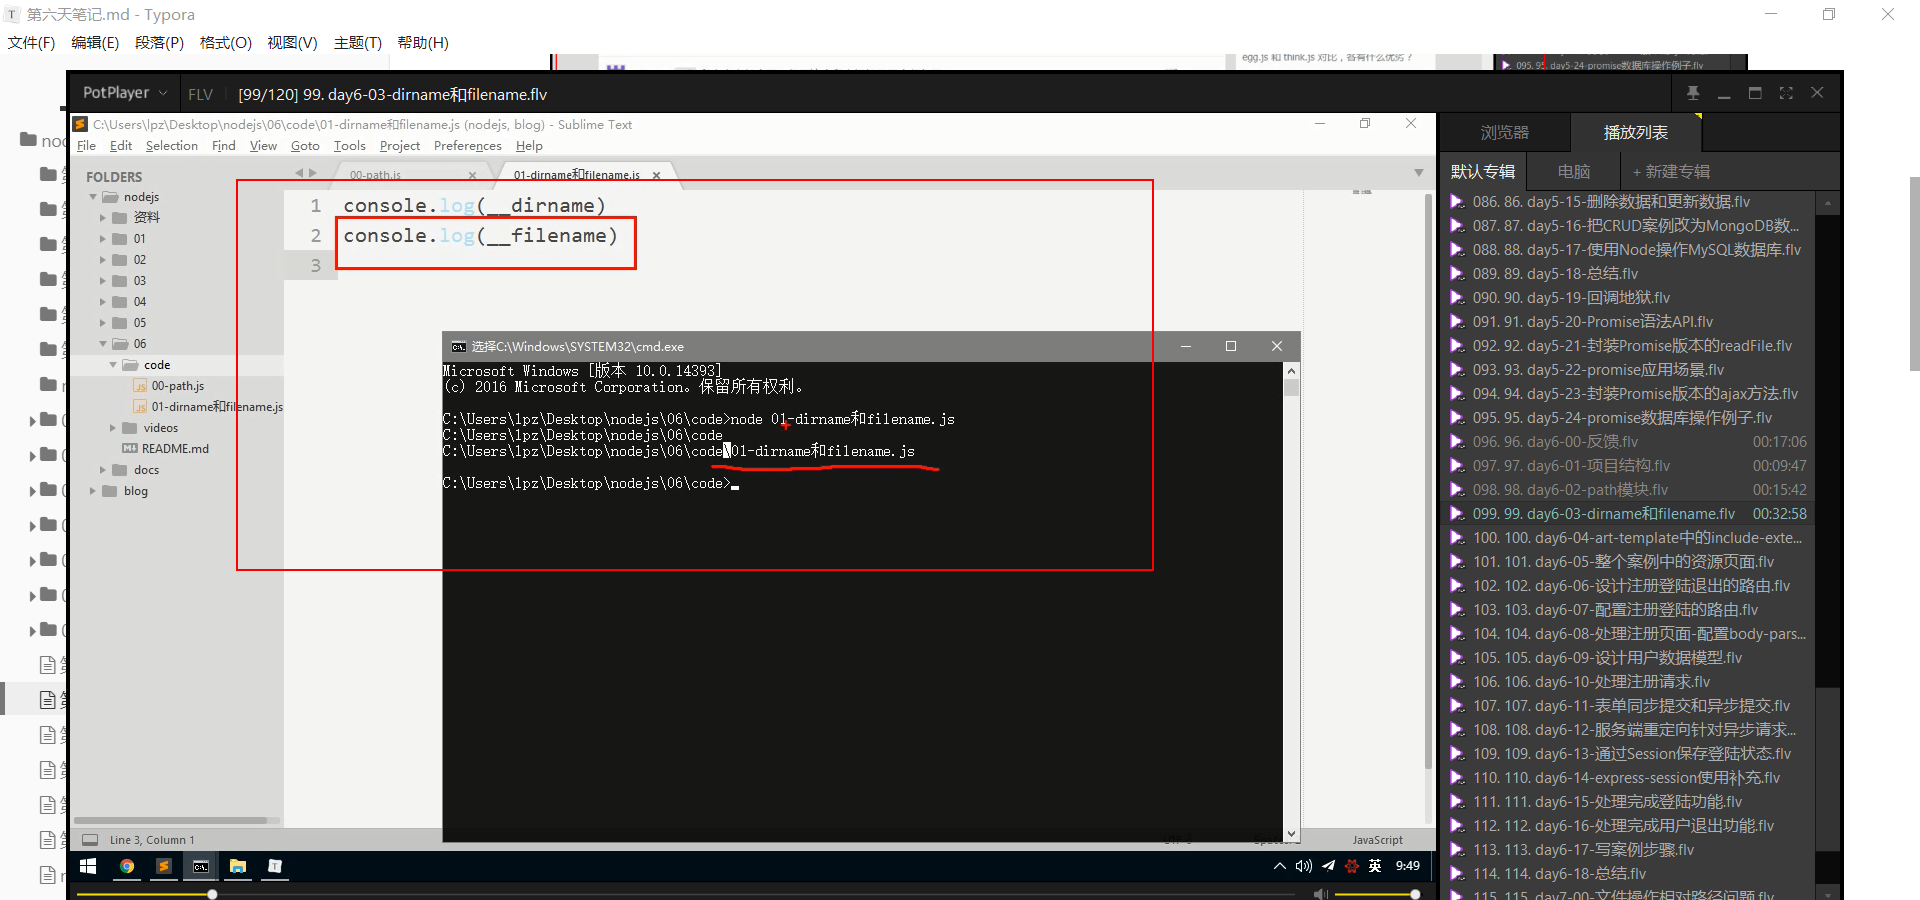 第六天笔记.md - Typora
文件(F) 编辑(E) 段落(P) 格式(O) 视图(V) 主题(T) 帮助(H)
egg.js 和 think.js 对比，各有什么优劣？
095. 95. day5-24-promise数据库操作例子.flv
PotPlayer FLV [99/120] 99. day6-03-dirname和filename.flv
C:\Users\lpz\Desktop\nodejs\06\code\01-dirname和filename.js (nodejs, blog) - Sublime Text
File Edit Selection Find View Goto Tools Project Preferences Help
FOLDERS
nodejs
资料
01
02
03
04
05
06
code
00-path.js
01-dirname和filename.js
videos
README.md
docs
blog
00-path.js 01-dirname和filename.js
1 console.log(__dirname)
2 console.log(__filename)
3
选择C:\Windows\SYSTEM32\cmd.exe
Microsoft Windows [版本 10.0.14393]
(c) 2016 Microsoft Corporation。保留所有权利。
C:\Users\lpz\Desktop\nodejs\06\code>node 01-dirname和filename.js
C:\Users\lpz\Desktop\nodejs\06\code
C:\Users\lpz\Desktop\nodejs\06\code\01-dirname和filename.js
C:\Users\lpz\Desktop\nodejs\06\code>
Line 3, Column 1
JavaScript
英 9:49
浏览器 播放列表
默认专辑 电脑 + 新建专辑
086. 86. day5-15-删除数据和更新数据.flv
087. 87. day5-16-把CRUD案例改为MongoDB数...
088. 88. day5-17-使用Node操作MySQL数据库.flv
089. 89. day5-18-总结.flv
090. 90. day5-19-回调地狱.flv
091. 91. day5-20-Promise语法API.flv
092. 92. day5-21-封装Promise版本的readFile.flv
093. 93. day5-22-promise应用场景.flv
094. 94. day5-23-封装Promise版本的ajax方法.flv
095. 95. day5-24-promise数据库操作例子.flv
096. 96. day6-00-反馈.flv 00:17:06
097. 97. day6-01-项目结构.flv 00:09:47
098. 98. day6-02-path模块.flv 00:15:42
099. 99. day6-03-dirname和filename.flv 00:32:58
100. 100. day6-04-art-template中的include-exte...
101. 101. day6-05-整个案例中的资源页面.flv
102. 102. day6-06-设计注册登陆退出的路由.flv
103. 103. day6-07-配置注册登陆的路由.flv
104. 104. day6-08-处理注册页面-配置body-pars...
105. 105. day6-09-设计用户数据模型.flv
106. 106. day6-10-处理注册请求.flv
107. 107. day6-11-表单同步提交和异步提交.flv
108. 108. day6-12-服务端重定向针对异步请求...
109. 109. day6-13-通过Session保存登陆状态.flv
110. 110. day6-14-express-session使用补充.flv
111. 111. day6-15-处理完成登陆功能.flv
112. 112. day6-16-处理完成用户退出功能.flv
113. 113. day6-17-写案例步骤.flv
114. 114. day6-18-总结.flv
115. 115. day7-00-文件操作相对路径问题.flv